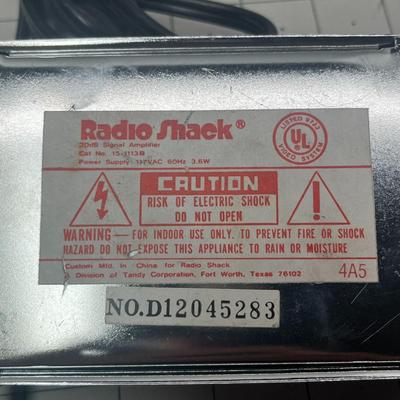 Radio Shack®
30dB Signal Amplifier
Cat No. 15-1113B
Power Supply 117VAC 60Hz 3.6W
LISTED 97J7
UL
®
VIDEO SYSTEM
CAUTION
RISK OF ELECTRIC SHOCK
DO NOT OPEN
WARNING — FOR INDOOR USE ONLY. TO PREVENT FIRE OR SHOCK
HAZARD DO NOT EXPOSE THIS APPLIANCE TO RAIN OR MOISTURE
Custom Mfd. in China for Radio Shack
Division of Tandy Corporation, Fort Worth, Texas 76102
4A5
NO.D12045283